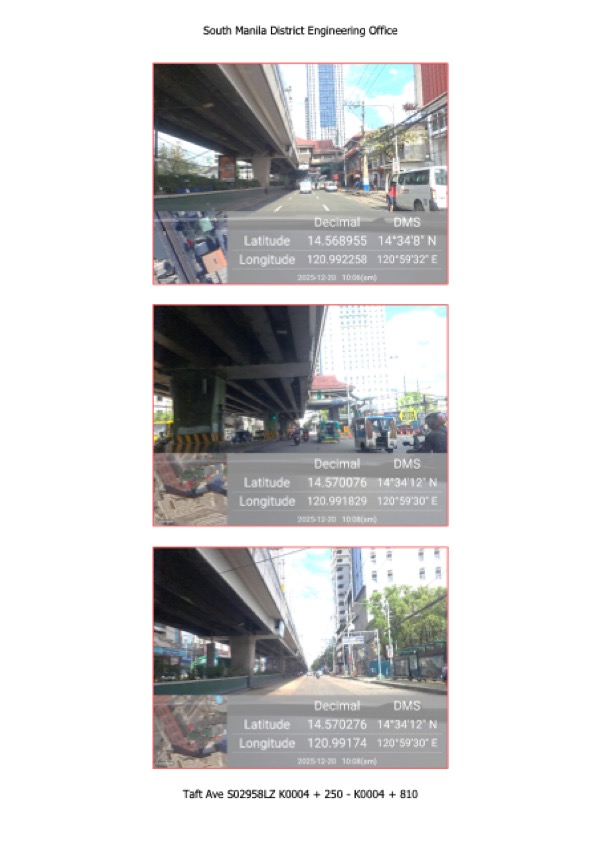 South Manila District Engineering Office
Decimal DMS
Latitude 14.568955 14°34'8" N
Longitude 120.992258 120°59'32" E
2025-12-20 10:06(am)
Decimal DMS
Latitude 14.570076 14°34'12" N
Longitude 120.991829 120°59'30" E
2025-12-20 10:08(am)
Decimal DMS
Latitude 14.570276 14°34'12" N
Longitude 120.99174 120°59'30" E
2025-12-20 10:08(am)
Taft Ave S02958LZ K0004 + 250 - K0004 + 810